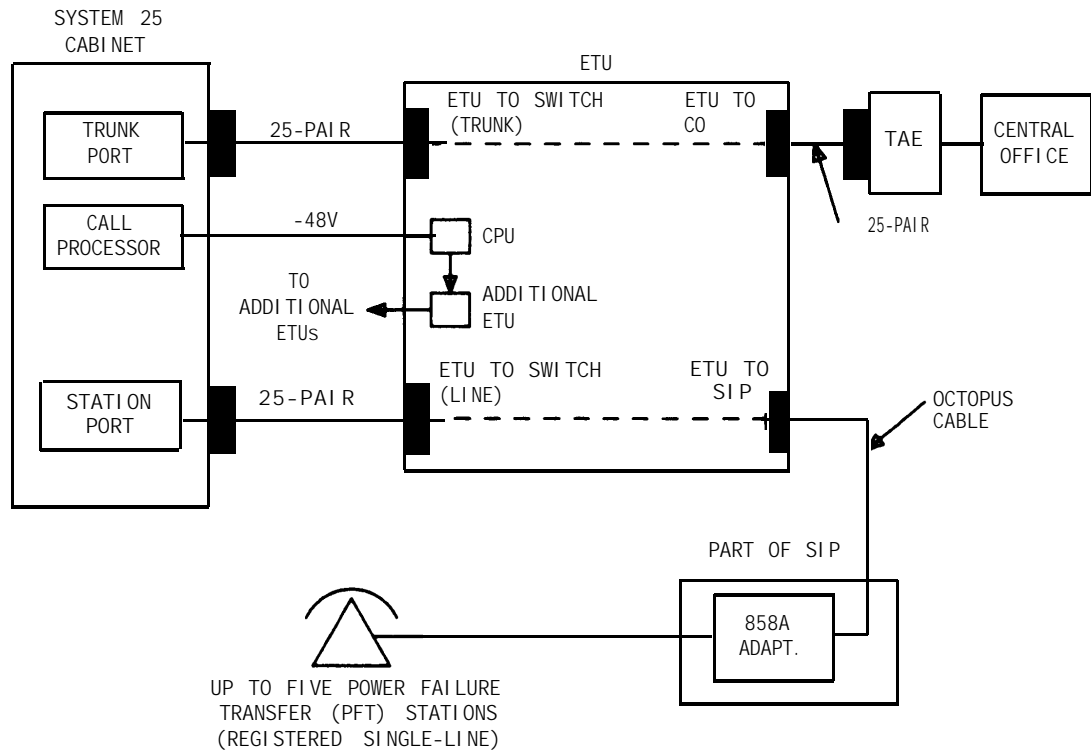 SYSTEM 25
CABINET
ETU
TRUNK
PORT
25-PAIR
ETU TO SWITCH
(TRUNK)
ETU TO
CO
TAE
CENTRAL
OFFICE
25-PAIR
CALL
PROCESSOR
-48V
CPU
TO
ADDITIONAL
ETUs
ADDITIONAL
ETU
STATION
PORT
25-PAIR
ETU TO SWITCH
(LINE)
ETU TO
SIP
OCTOPUS
CABLE
PART OF SIP
858A
ADAPT.
UP TO FIVE POWER FAILURE
TRANSFER (PFT) STATIONS
(REGISTERED SINGLE-LINE)